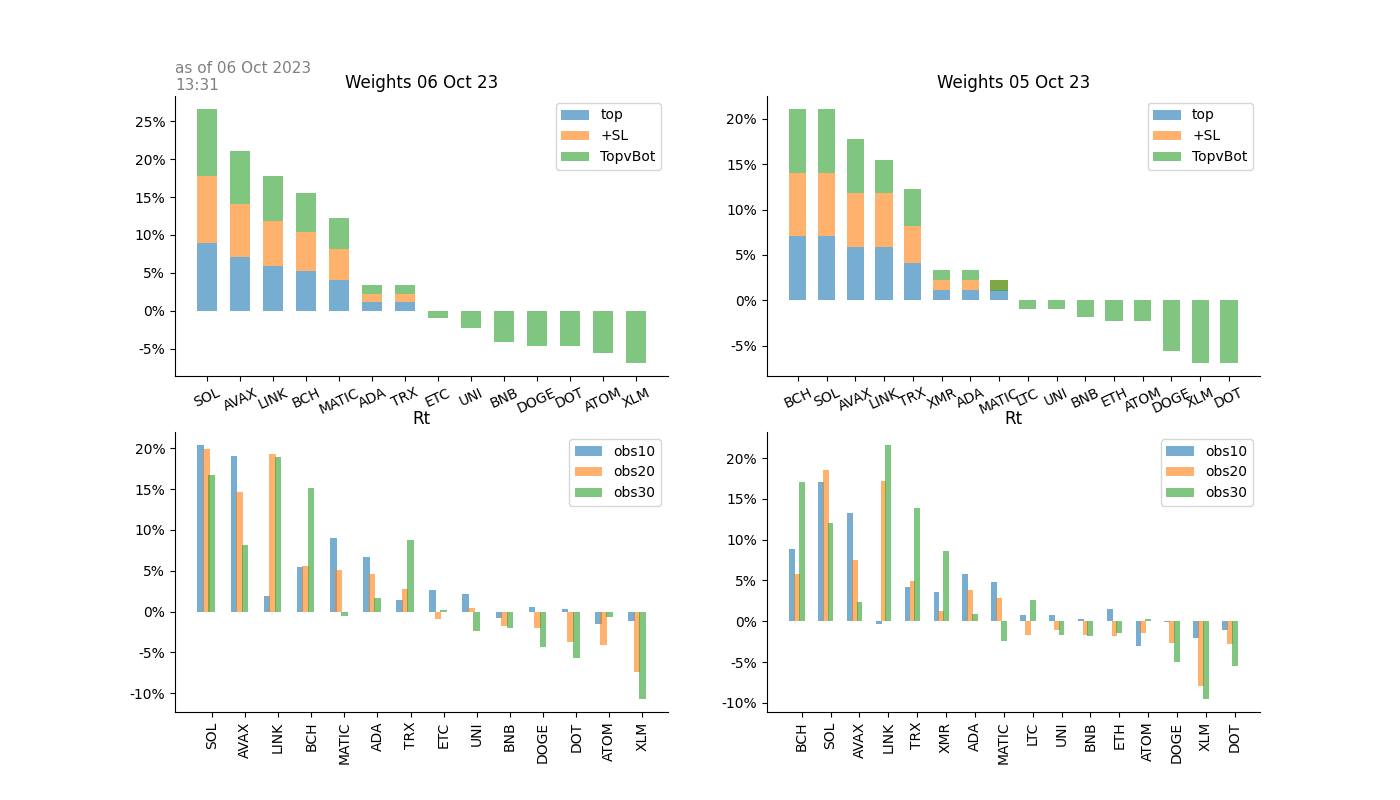 as of 06 Oct 2023
13:31
Weights 06 Oct 23
25%
20%
15%
10%
5%
0%
-5%
top
+SL
TopvBot
SOL AVAX LINK BCH MATIC ADA TRX ETC UNI BNB DOGE DOT ATOM XLM
Weights 05 Oct 23
20%
15%
10%
5%
0%
-5%
top
+SL
TopvBot
BCH SOL AVAX LINK TRX XMR ADA MATIC LTC UNI BNB ETH ATOM DOGE XLM DOT
Rt
20%
15%
10%
5%
0%
-5%
-10%
obs10
obs20
obs30
SOL AVAX LINK BCH MATIC ADA TRX ETC UNI BNB DOGE DOT ATOM XLM
Rt
20%
15%
10%
5%
0%
-5%
-10%
obs10
obs20
obs30
BCH SOL AVAX LINK TRX XMR ADA MATIC LTC UNI BNB ETH ATOM DOGE XLM DOT